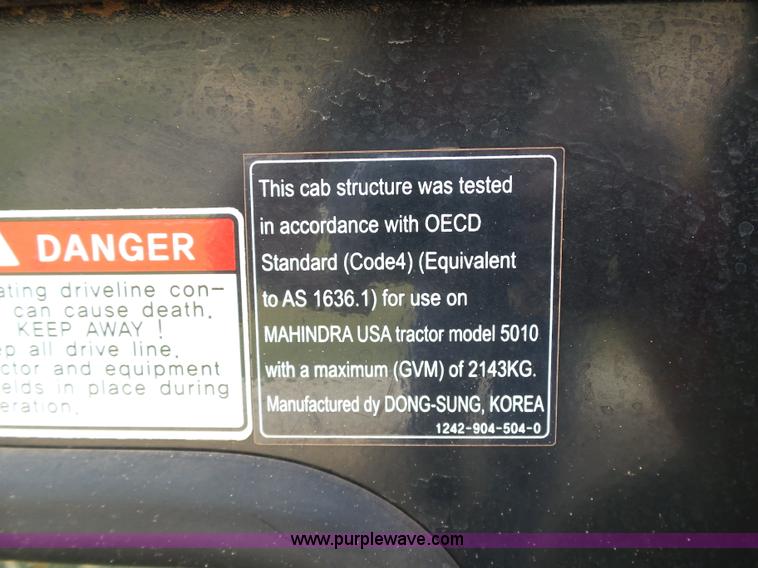 DANGER
ating driveline con-
can cause death.
KEEP AWAY !
p all drive line,
ctor and equipment
elds in place during
eration.
This cab structure was tested
in accordance with OECD
Standard (Code4) (Equivalent
to AS 1636.1) for use on
MAHINDRA USA tractor model 5010
with a maximum (GVM) of 2143KG.
Manufactured dy DONG-SUNG, KOREA
1242-904-504-0
www.purplewave.com